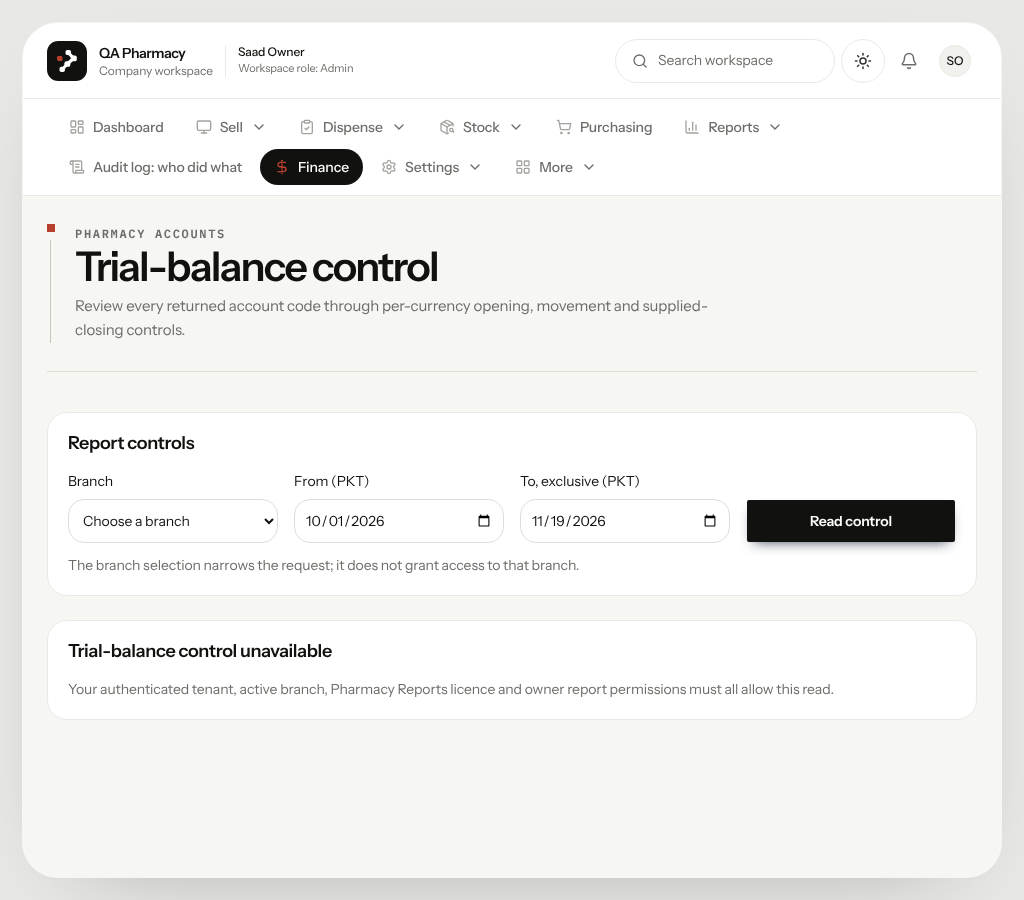 QA Pharmacy
Company workspace
Saad Owner
Workspace role: Admin
Search workspace
SO
Dashboard
Sell
Dispense
Stock
Purchasing
Reports
Audit log: who did what
Finance
Settings
More
PHARMACY ACCOUNTS
Trial-balance control
Review every returned account code through per-currency opening, movement and supplied-
closing controls.
Report controls
Branch
From (PKT)
To, exclusive (PKT)
Choose a branch
10/01/2026
11/19/2026
Read control
The branch selection narrows the request; it does not grant access to that branch.
Trial-balance control unavailable
Your authenticated tenant, active branch, Pharmacy Reports licence and owner report permissions must all allow this read.